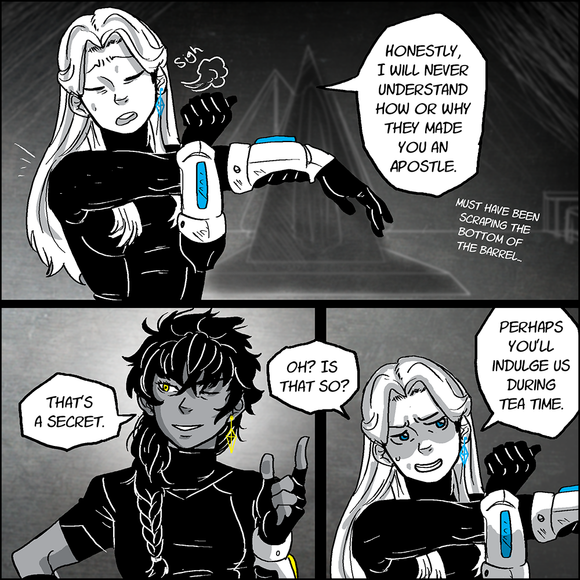 Sigh
HONESTLY,
I WILL NEVER
UNDERSTAND
HOW OR WHY
THEY MADE
YOU AN
APOSTLE.
MUST HAVE BEEN
SCRAPING THE
BOTTOM OF
THE BARREL_
THAT'S
A SECRET.
OH? IS
THAT SO?
PERHAPS
YOU'LL
INDULGE US
DURING
TEA TIME.